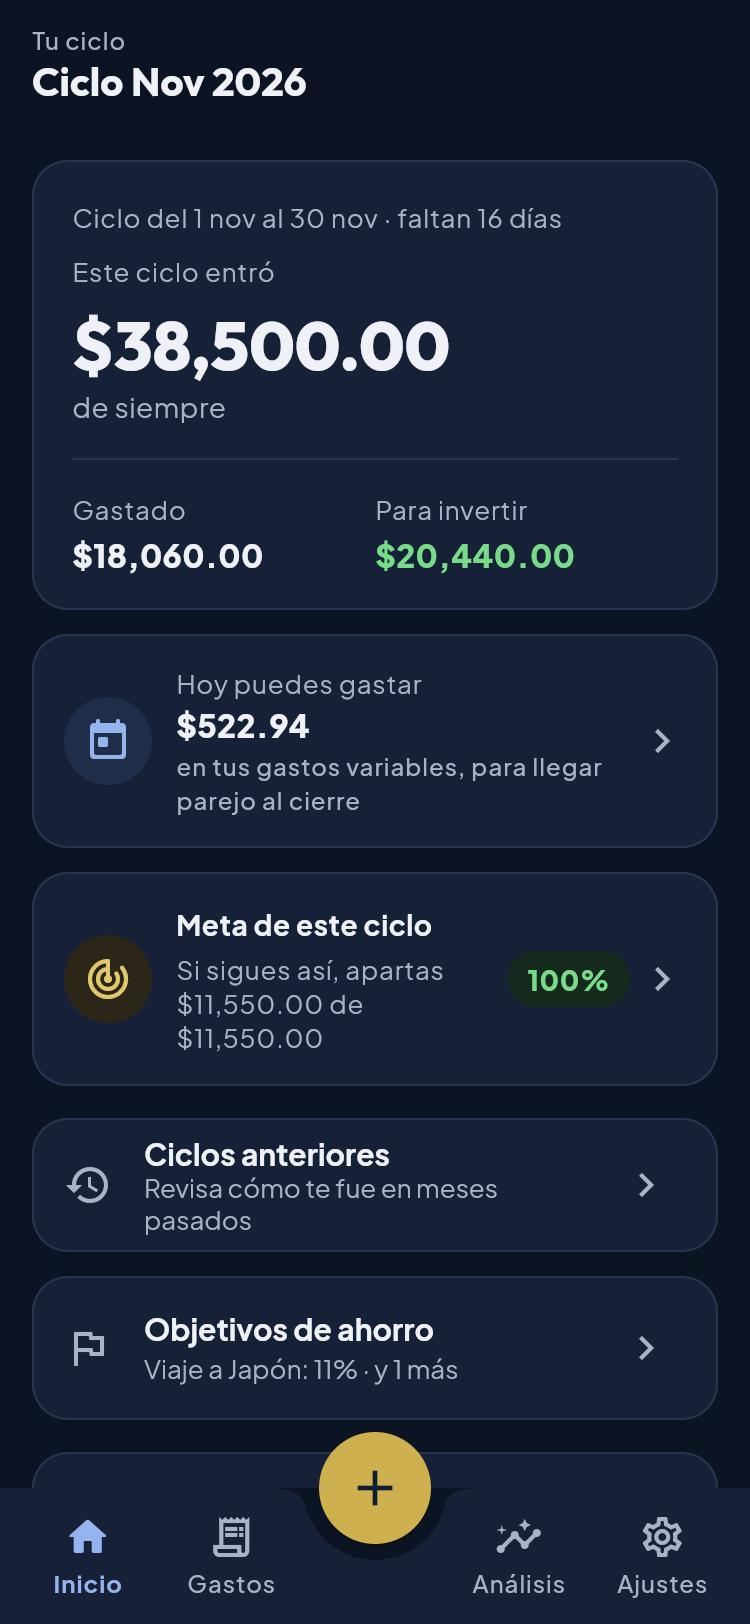 Tu ciclo
Ciclo Nov 2026
Ciclo del 1 nov al 30 nov · faltan 16 días
Este ciclo entró
$38,500.00
de siempre
Gastado
$18,060.00
Para invertir
$20,440.00
Hoy puedes gastar
$522.94
en tus gastos variables, para llegar
parejo al cierre
Meta de este ciclo
Si sigues así, apartas
$11,550.00 de
$11,550.00
100%
Ciclos anteriores
Revisa cómo te fue en meses
pasados
Objetivos de ahorro
Viaje a Japón: 11% · y 1 más
Inicio
Gastos
Análisis
Ajustes